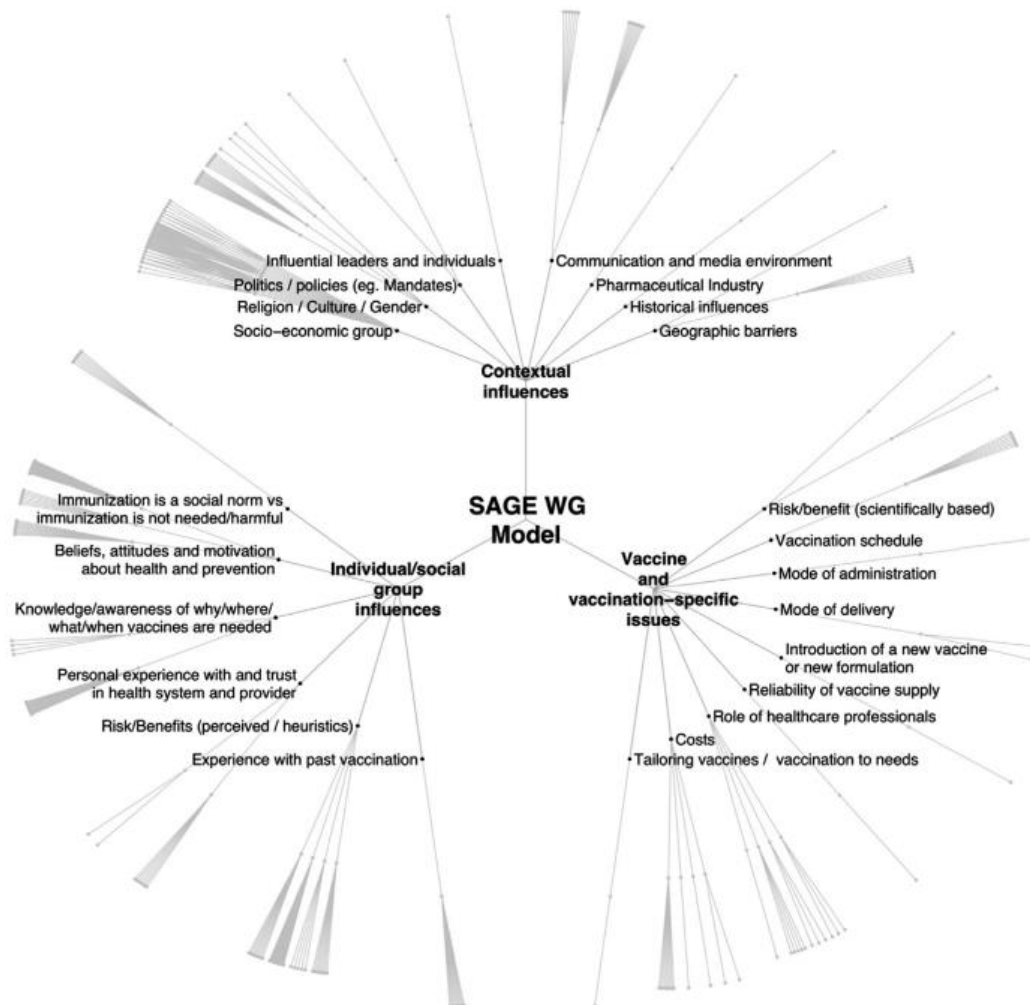 Influential leaders and individuals
Communication and media environment
Politics / policies (eg. Mandates)
Pharmaceutical Industry
Religion / Culture / Gender
Historical influences
Socio–economic group
Geographic barriers
Contextual
influences
SAGE WG
Model
Immunization is a social norm vs
immunization is not needed/harmful
Beliefs, attitudes and motivation
about health and prevention
Individual/social
group
influences
Knowledge/awareness of why/where/
what/when vaccines are needed
Personal experience with and trust
in health system and provider
Risk/Benefits (perceived / heuristics)
Experience with past vaccination
Risk/benefit (scientifically based)
Vaccination schedule
Vaccine
and
vaccination–specific
issues
Mode of administration
Mode of delivery
Introduction of a new vaccine
or new formulation
Reliability of vaccine supply
Role of healthcare professionals
Costs
Tailoring vaccines / vaccination to needs